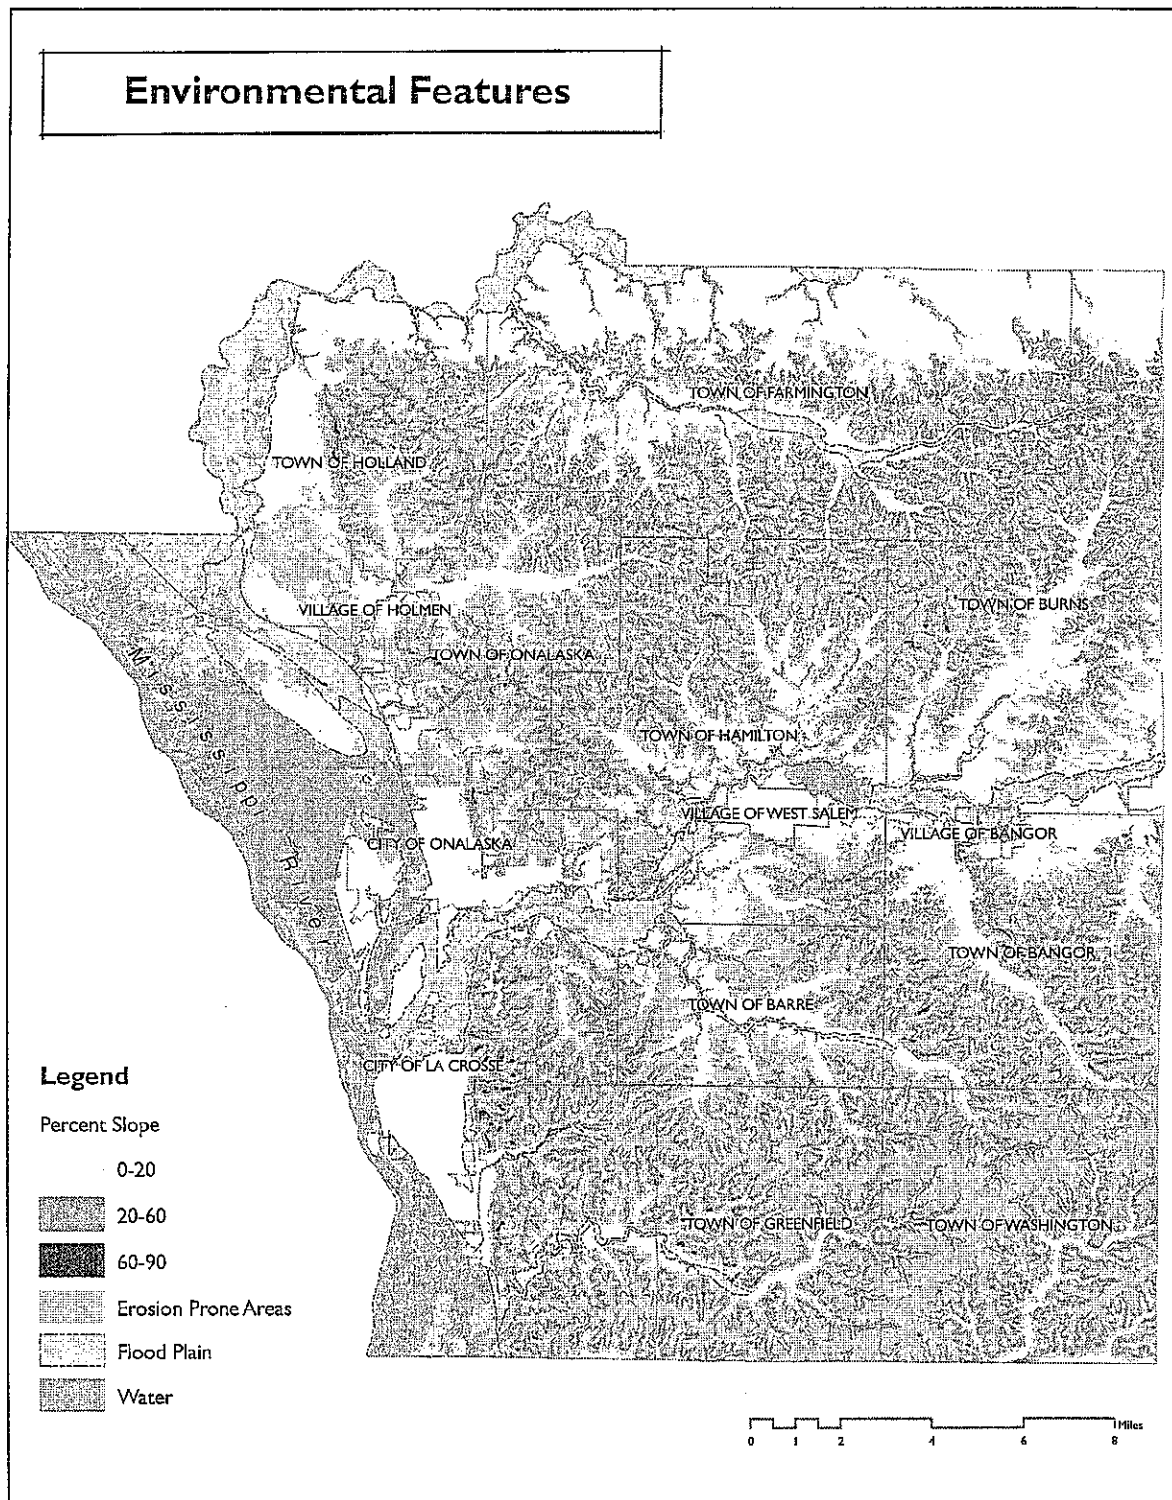 Environmental Features
TOWN OF FARMINGTON
TOWN OF HOLLAND
VILLAGE OF HOLMEN
TOWN OF BURNS
TOWN OF ONALASKA
Mississippi River
TOWN OF HAMILTON
VILLAGE OF WEST SALEM
CITY OF ONALASKA
VILLAGE OF BANGOR
TOWN OF BANGOR
TOWN OF BARRE
CITY OF LA CROSSE
TOWN OF GREENFIELD
TOWN OF WASHINGTON
Legend
Percent Slope
0-20
20-60
60-90
Erosion Prone Areas
Flood Plain
Water
Miles
0 1 2 4 6 8